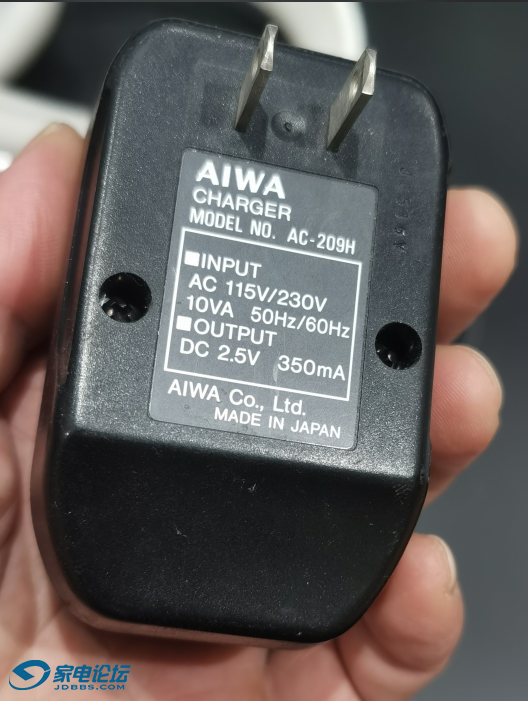 AIWA
CHARGER
MODEL NO. AC-209H
■INPUT
AC 115V/230V
10VA 50Hz/60Hz
■OUTPUT
DC 2.5V 350mA
AIWA Co., Ltd.
MADE IN JAPAN
家电论坛
JDBBS.COM